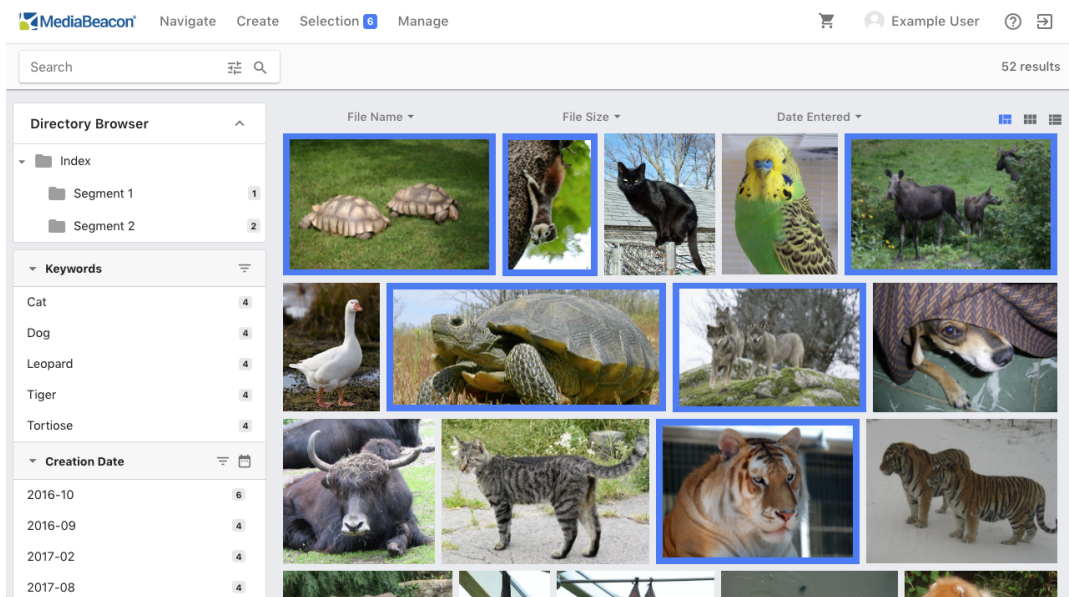 MediaBeacon® Navigate Create Selection 6 Manage Example User
Search 52 results
Directory Browser
File Name File Size Date Entered
Index
Segment 1 1
Segment 2 2
Keywords
Cat 4
Dog 4
Leopard 4
Tiger 4
Tortiose 4
Creation Date
2016-10 6
2016-09 4
2017-02 4
2017-08 4